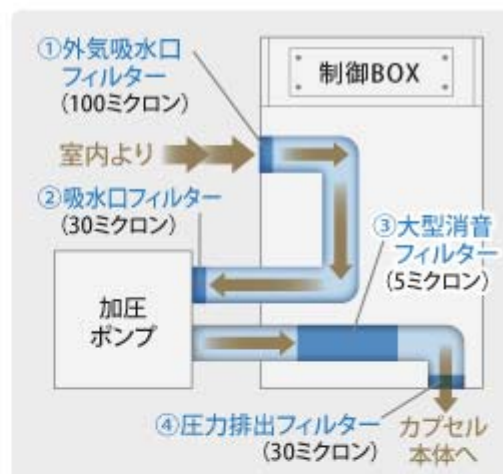 ①外気吸水口
フィルター
(100ミクロン)
制御BOX
室内より
②吸水口フィルター
(30ミクロン)
③大型消音
フィルター
(5ミクロン)
加圧
ポンプ
④圧力排出フィルター
(30ミクロン)
カプセル
本体へ